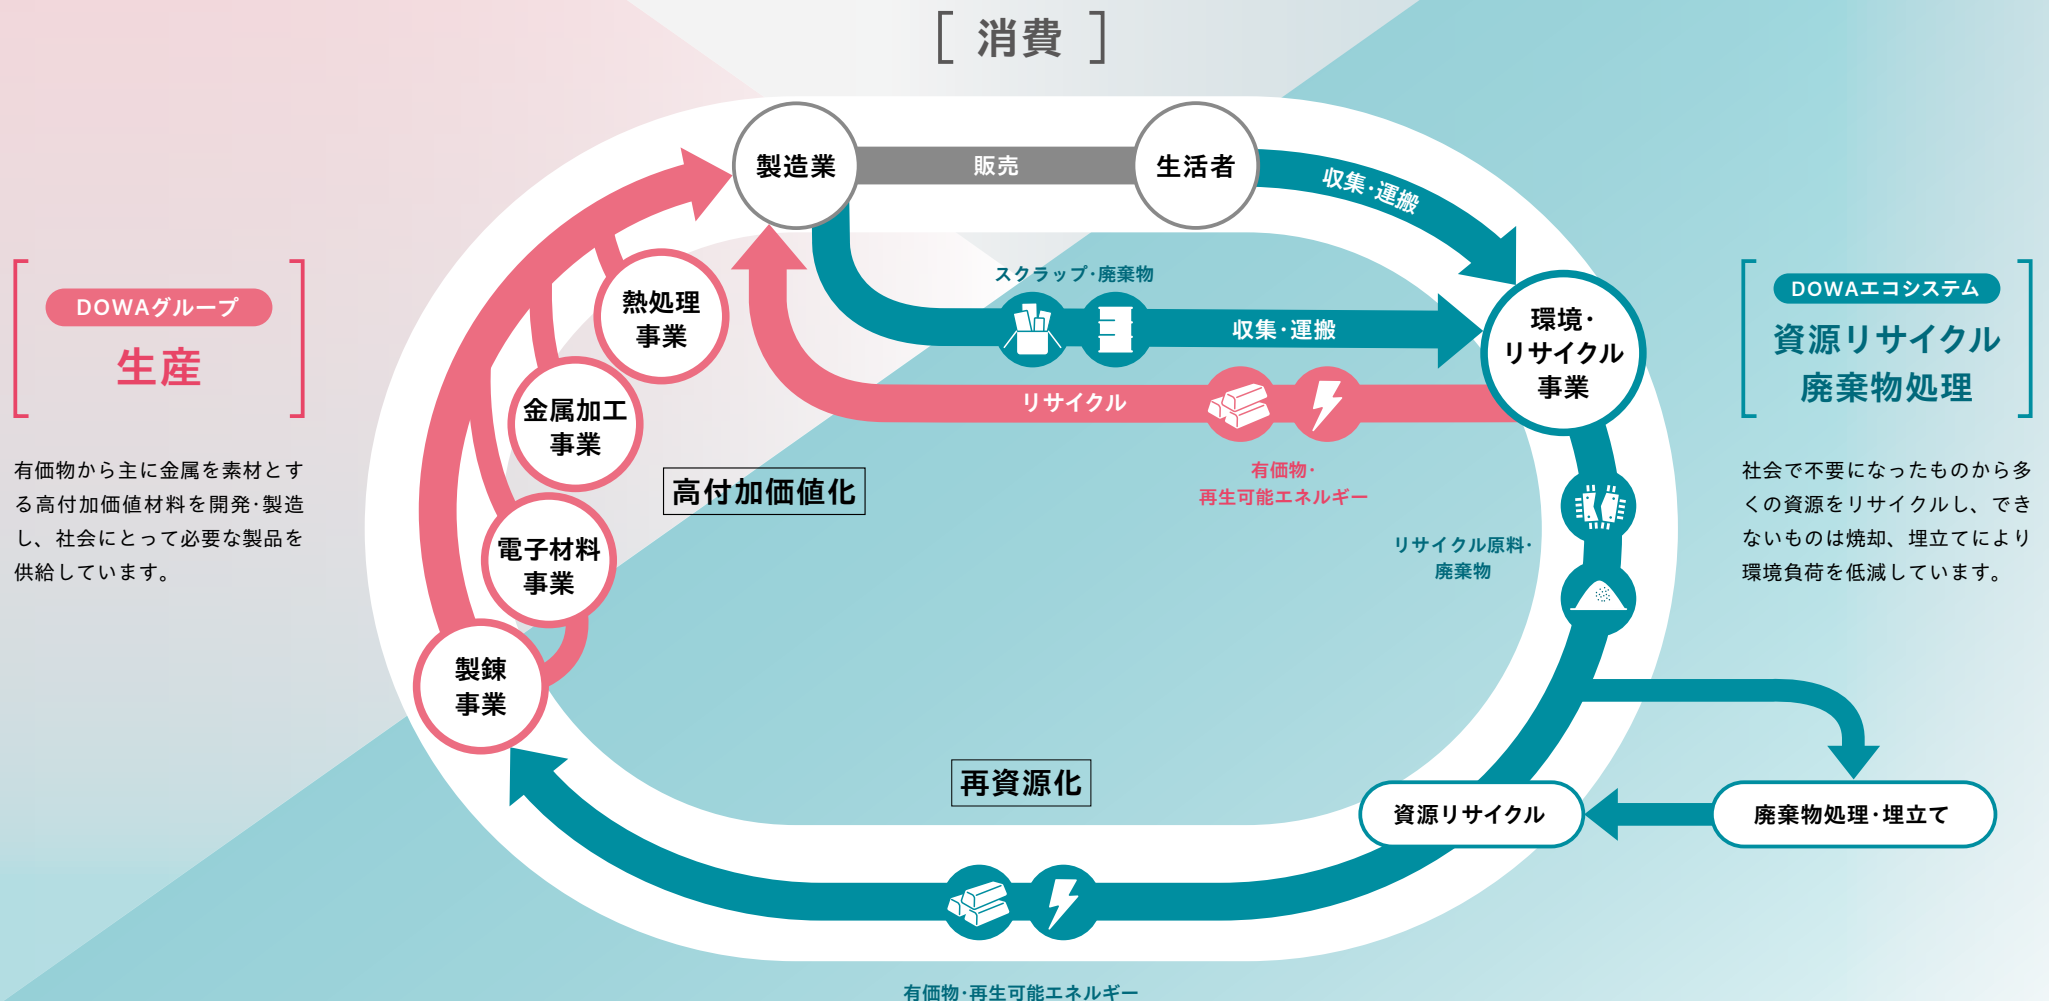 [ 消費 ]
製造業
販売
生活者
収集・運搬
DOWAグループ
生産
有価物から主に金属を素材とす
る高付加価値材料を開発・製造
し、社会にとって必要な製品を
供給しています。
熱処理
事業
金属加工
事業
電子材料
事業
製錬
事業
スクラップ・廃棄物
収集・運搬
リサイクル
有価物・
再生可能エネルギー
高付加価値化
環境・
リサイクル
事業
リサイクル原料・
廃棄物
DOWAエコシステム
資源リサイクル
廃棄物処理
社会で不要になったものから多
くの資源をリサイクルし、でき
ないものは焼却、埋立てにより
環境負荷を低減しています。
再資源化
資源リサイクル
廃棄物処理・埋立て
有価物・再生可能エネルギー